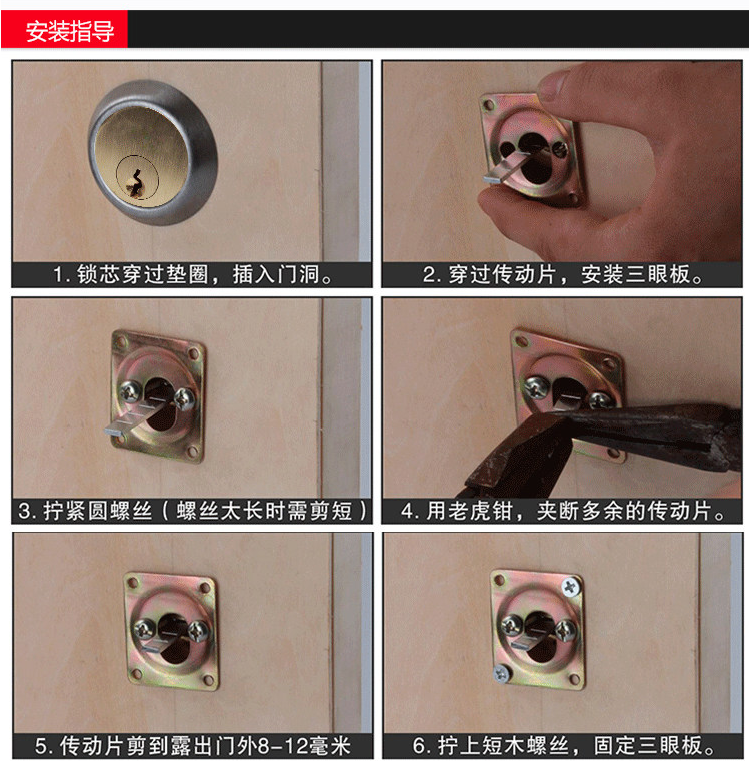 安装指导
1. 锁芯穿过垫圈，插入门洞。
2. 穿过传动片，安装三眼板。
3. 拧紧圆螺丝（螺丝太长时需剪短）
4. 用老虎钳，夹断多余的传动片。
5. 传动片剪到露出门外8-12毫米
6. 拧上短木螺丝，固定三眼板。